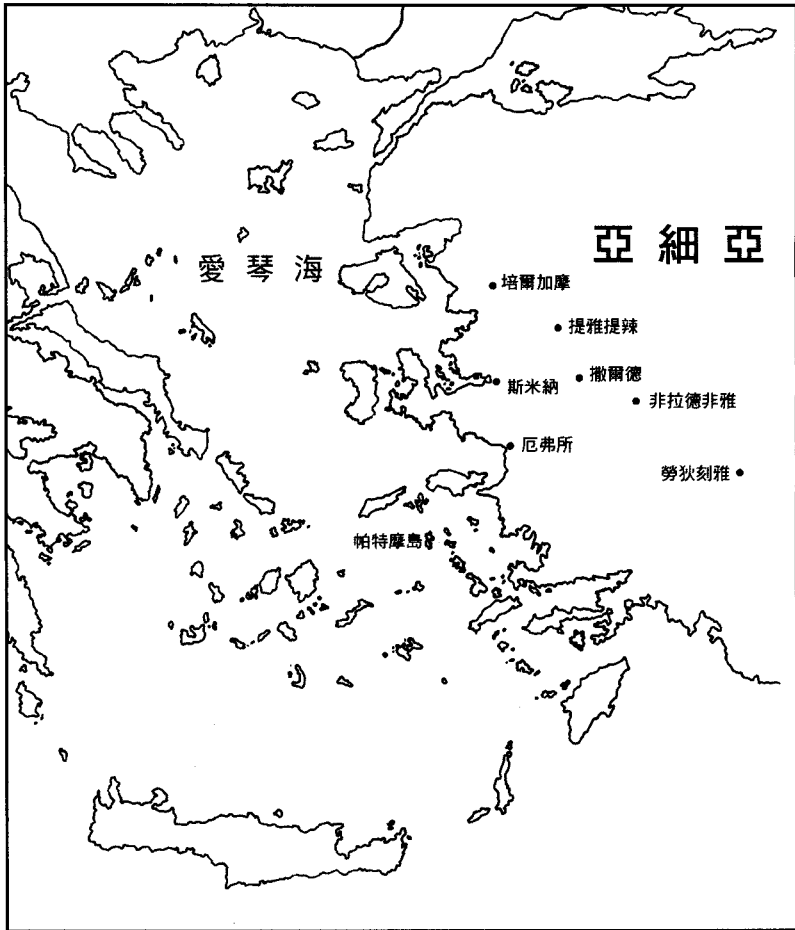 亞細亞
愛琴海
培爾加摩
提雅提辣
撒爾德
斯米納
非拉德非雅
厄弗所
勞狄刻雅
帕特摩島